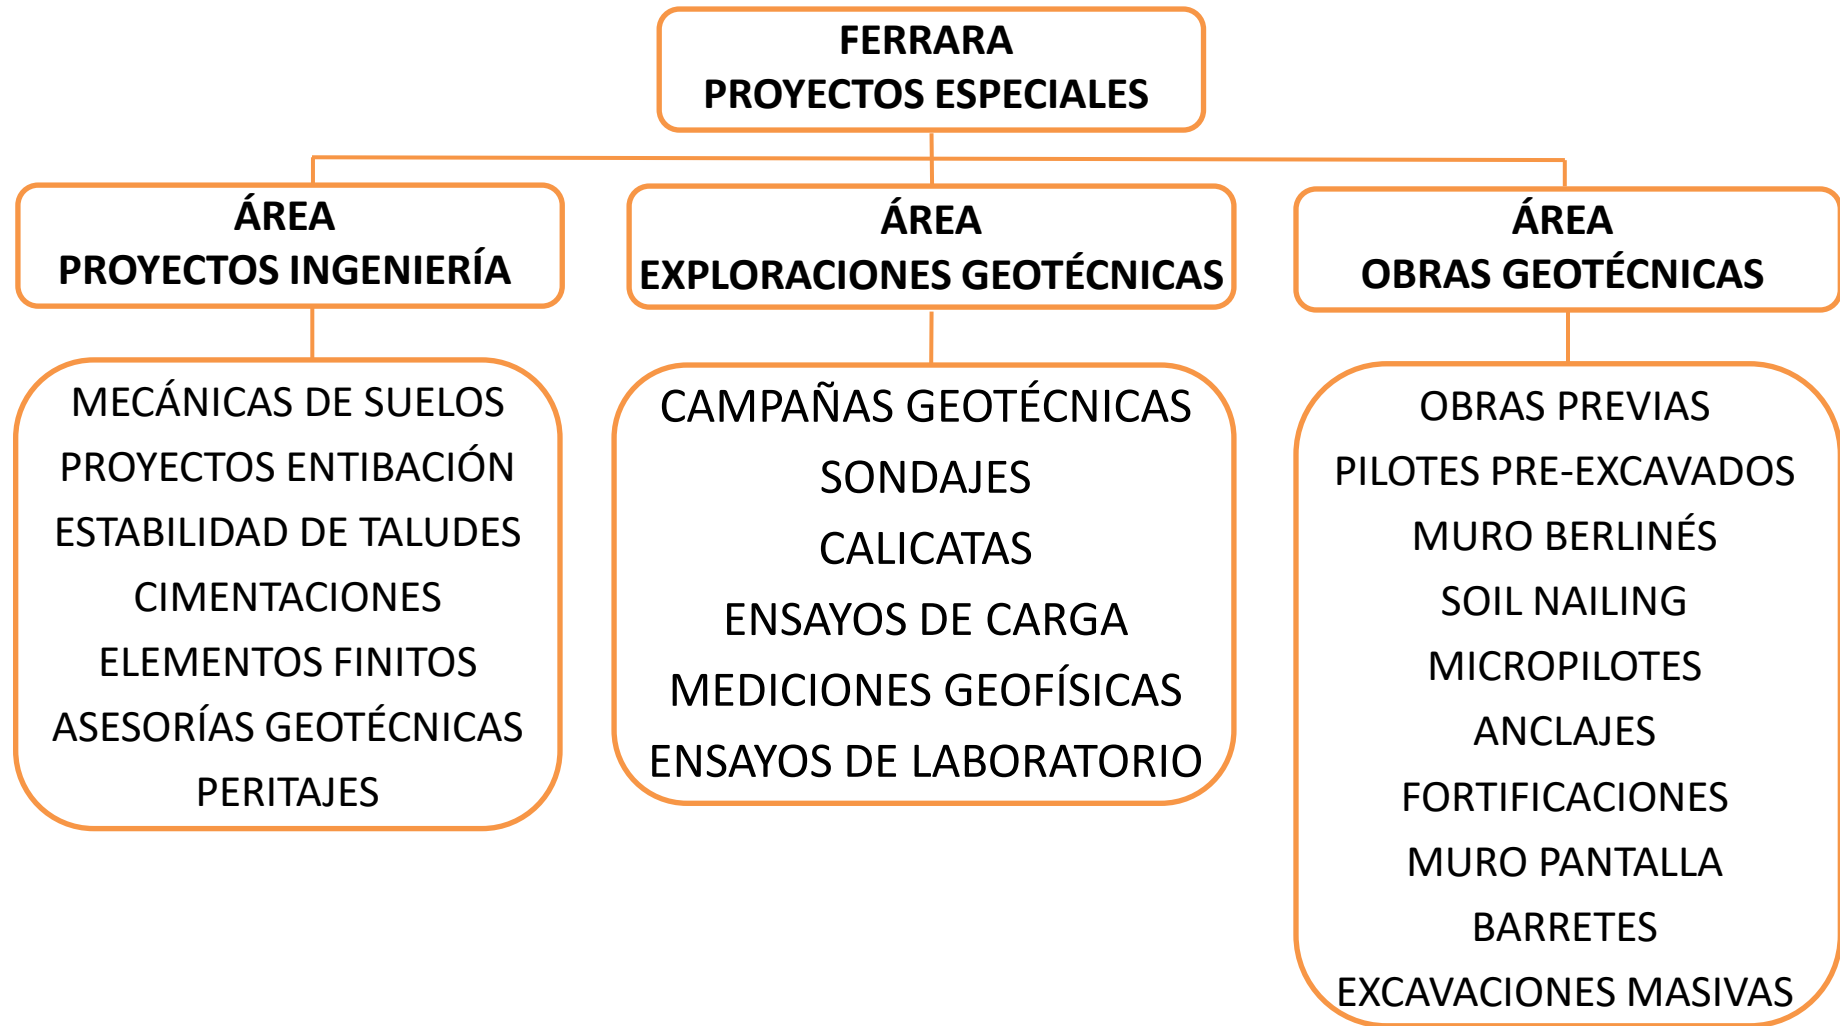 FERRARA
PROYECTOS ESPECIALES
ÁREA
PROYECTOS INGENIERÍA
MECÁNICAS DE SUELOS
PROYECTOS ENTIBACIÓN
ESTABILIDAD DE TALUDES
CIMENTACIONES
ELEMENTOS FINITOS
ASESORÍAS GEOTÉCNICAS
PERITAJES
ÁREA
EXPLORACIONES GEOTÉCNICAS
CAMPAÑAS GEOTÉCNICAS
SONDAJES
CALICATAS
ENSAYOS DE CARGA
MEDICIONES GEOFÍSICAS
ENSAYOS DE LABORATORIO
ÁREA
OBRAS GEOTÉCNICAS
OBRAS PREVIAS
PILOTES PRE-EXCAVADOS
MURO BERLINÉS
SOIL NAILING
MICROPILOTES
ANCLAJES
FORTIFICACIONES
MURO PANTALLA
BARRETES
EXCAVACIONES MASIVAS